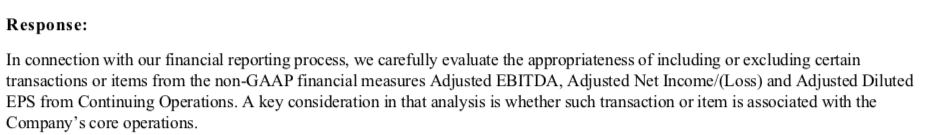 Response:
In connection with our financial reporting process, we carefully evaluate the appropriateness of including or excluding certain
transactions or items from the non-GAAP financial measures Adjusted EBITDA, Adjusted Net Income/(Loss) and Adjusted Diluted
EPS from Continuing Operations. A key consideration in that analysis is whether such transaction or item is associated with the
Company’s core operations.